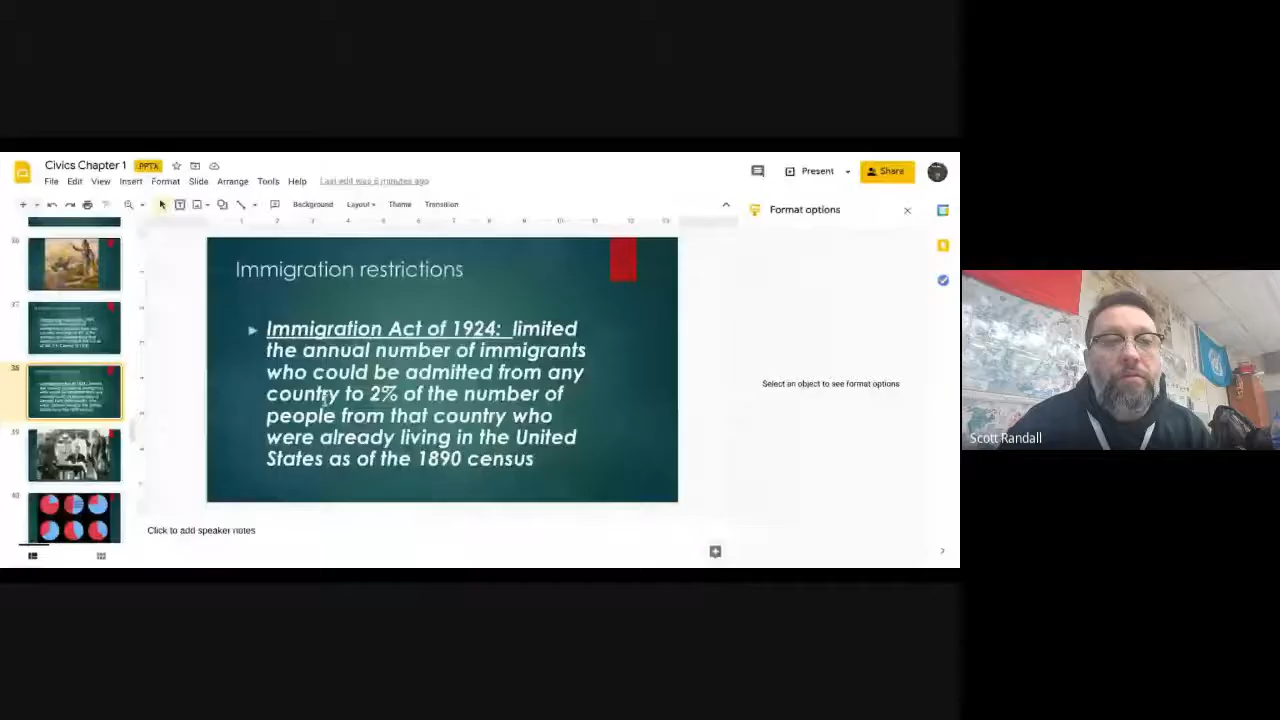 Civics Chapter 1 .PPTX
File Edit View Insert Format Slide Arrange Tools Help Last edit was 6 minutes ago
Present
Share
Background Layout Theme Transition
Format options
Immigration restrictions
Immigration Act of 1924: limited
the annual number of immigrants
who could be admitted from any
country to 2% of the number of
people from that country who
were already living in the United
States as of the 1890 census
Select an object to see format options
Scott Randall
Click to add speaker notes